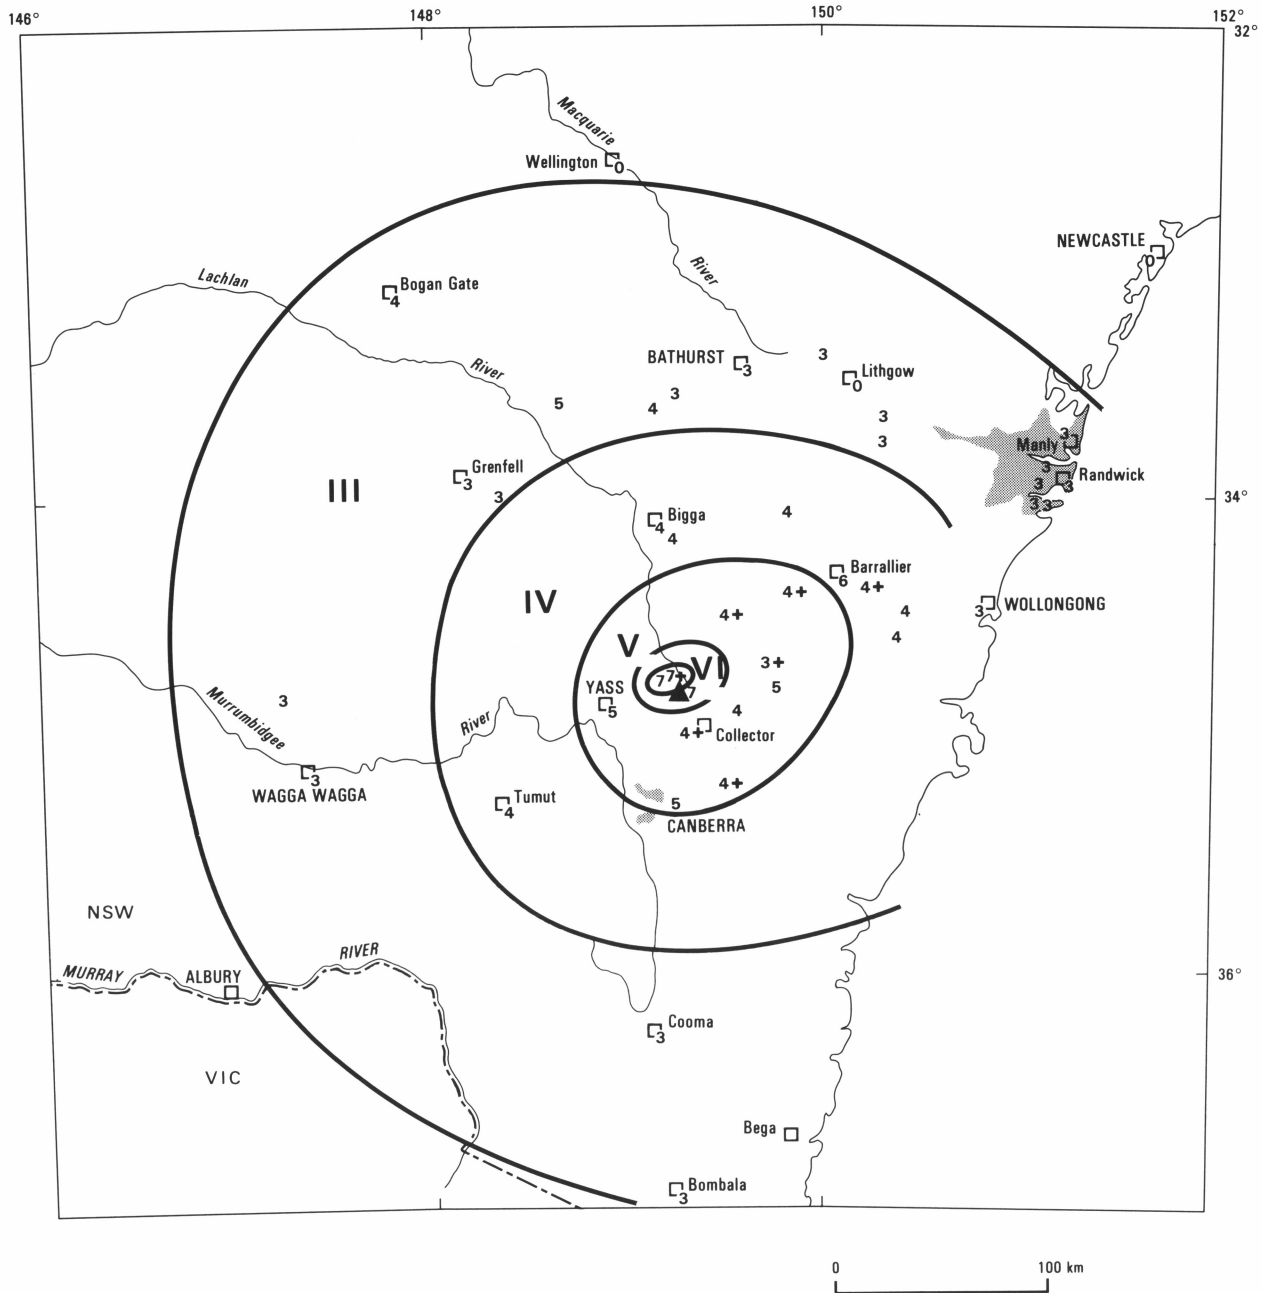 146°
148°
150°
152°
32°
Macquarie
Wellington
0
NEWCASTLE
0
River
Lachlan
Bogan Gate
4
BATHURST
3
3
Lithgow
0
River
5
4
3
3
3
Manly
3
3
Randwick
3
3
3
3
Grenfell
3
3
III
34°
Bigga
4
4
4
Barrallier
6
4+
4+
IV
4+
4
3
WOLLONGONG
4
V
VI
3+
7
7
7
5
YASS
5
4
3
Murrumbidgee
River
4+
Collector
WAGGA WAGGA
3
Tumut
4
4+
5
CANBERRA
NSW
MURRAY
RIVER
ALBURY
36°
Cooma
3
VIC
Bega
Bombala
3
0
100 km